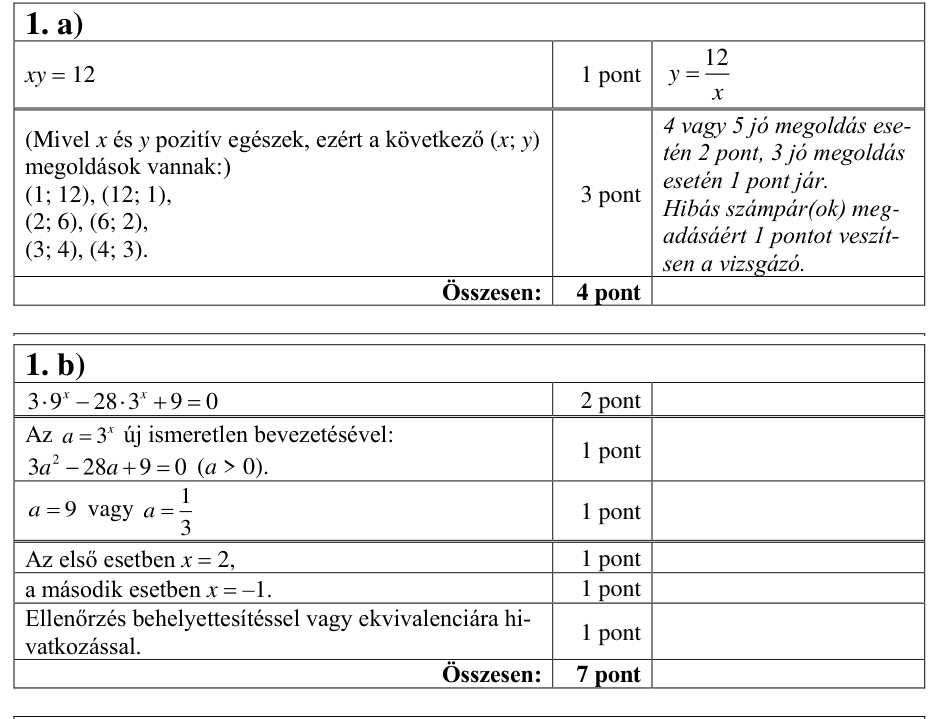 1. a)
xy = 12
1 pont
y = 12/x
(Mivel x és y pozitív egészek, ezért a következő (x; y)
megoldások vannak:)
(1; 12), (12; 1),
(2; 6), (6; 2),
(3; 4), (4; 3).
3 pont
4 vagy 5 jó megoldás ese-
tén 2 pont, 3 jó megoldás
esetén 1 pont jár.
Hibás számpár(ok) meg-
adásáért 1 pontot veszít-
sen a vizsgázó.
Összesen: 4 pont
1. b)
3·9^x − 28·3^x + 9 = 0
2 pont
Az a = 3^x új ismeretlen bevezetésével:
3a² − 28a + 9 = 0 (a > 0).
1 pont
a = 9 vagy a = 1/3
1 pont
Az első esetben x = 2,
1 pont
a második esetben x = –1.
1 pont
Ellenőrzés behelyettesítéssel vagy ekvivalenciára hi-
vatkozással.
1 pont
Összesen: 7 pont